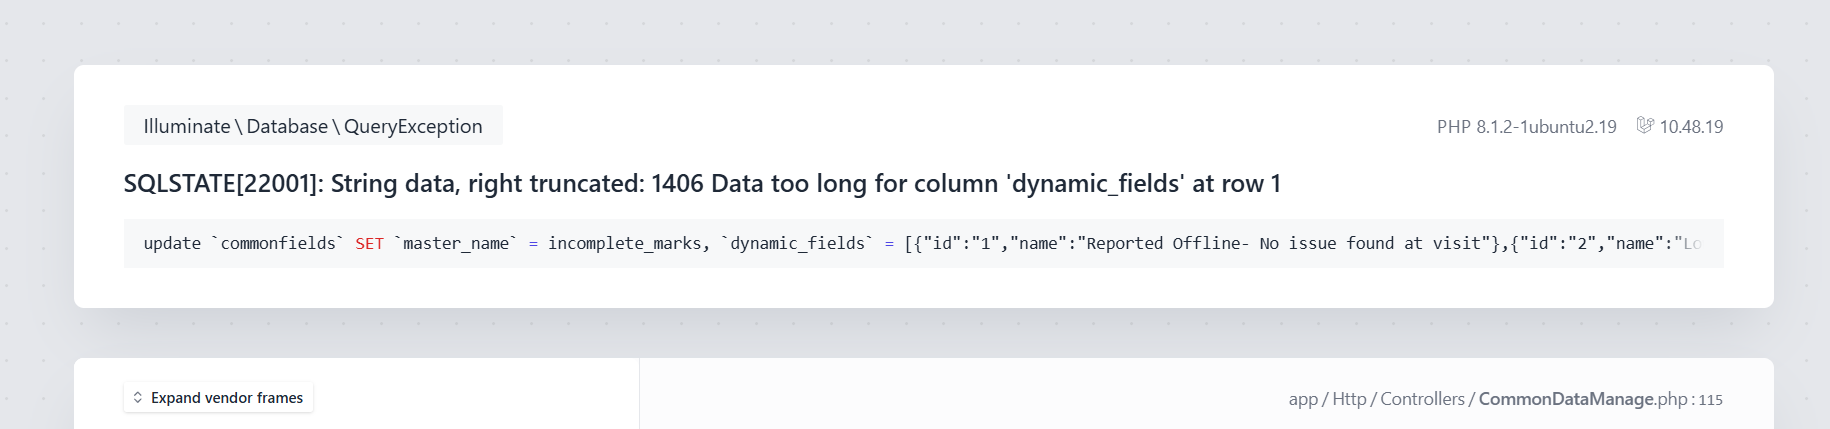 Illuminate\Database\QueryException
PHP 8.1.2-1ubuntu2.19 10.48.19
SQLSTATE[22001]: String data, right truncated: 1406 Data too long for column 'dynamic_fields' at row 1
update `commonfields` SET `master_name` = incomplete_marks, `dynamic_fields` = [{"id":"1","name":"Reported Offline- No issue found at visit"},{"id":"2","name":"Lo
Expand vendor frames
app / Http / Controllers / CommonDataManage.php : 115